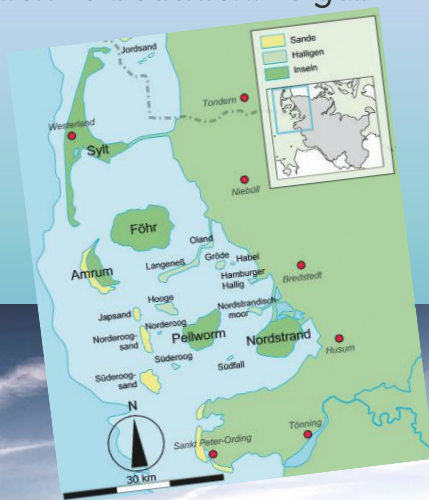 Jordsand
Sande
Halligen
Inseln
Tondern
Westerland
Sylt
Niebüll
Föhr
Oland
Langeneß
Gröde
Habel
Amrum
Hamburger
Hallig
Bredstedt
Hooge
Japsand
Nordstrandisch-
moor
Norderoog
Norderoog-
sand
Pellworm
Nordstrand
Husum
Süderoog
Südfall
Süderoog-
sand
N
Sankt Peter-Ording
Tönning
30 km